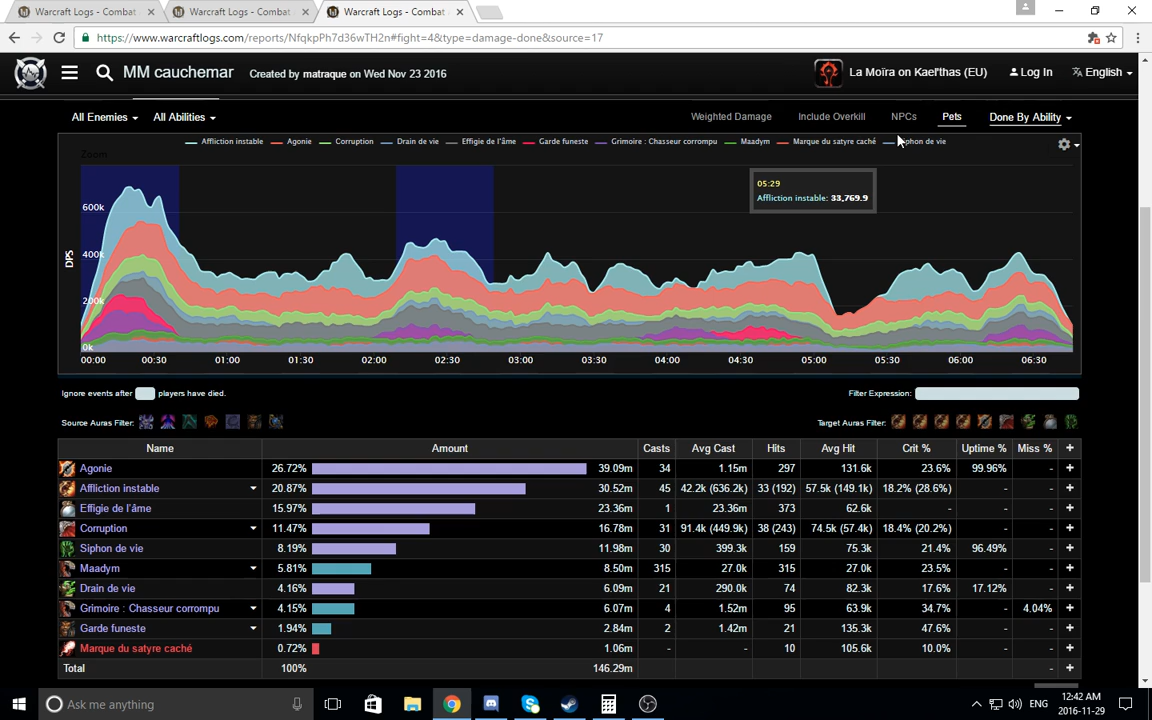 Warcraft Logs - Combat Warcraft Logs - Combat Warcraft Logs - Combat
https://www.warcraftlogs.com/reports/NfqkpPh7d36wTH2n#fight=4&type=damage-done&source=17
MM cauchemar Created by matraque on Wed Nov 23 2016 La Moïra on Kael'thas (EU) Log In English
All Enemies All Abilities Weighted Damage Include Overkill NPCs Pets Done By Ability
Affliction instable Agonie Corruption Drain de vie Effigie de l'âme Garde funeste Grimoire : Chasseur corrompu Maadym Marque du satyre caché Siphon de vie
Zoom
05:29
Affliction instable: 33,769.9
600k
DPS
400k
200k
0k
00:00 00:30 01:00 01:30 02:00 02:30 03:00 03:30 04:00 04:30 05:00 05:30 06:00 06:30
Ignore events after players have died. Filter Expression:
Source Auras Filter: Target Auras Filter:
Name Amount Casts Avg Cast Hits Avg Hit Crit % Uptime % Miss % +
Agonie 26.72% 39.09m 34 1.15m 297 131.6k 23.6% 99.96% - +
Affliction instable 20.87% 30.52m 45 42.2k (636.2k) 33 (192) 57.5k (149.1k) 18.2% (28.6%) - - +
Effigie de l'âme 15.97% 23.36m 1 23.36m 373 62.6k - - - +
Corruption 11.47% 16.78m 31 91.4k (449.9k) 38 (243) 74.5k (57.4k) 18.4% (20.2%) - - +
Siphon de vie 8.19% 11.98m 30 399.3k 159 75.3k 21.4% 96.49% - +
Maadym 5.81% 8.50m 315 27.0k 315 27.0k 23.5% - - +
Drain de vie 4.16% 6.09m 21 290.0k 74 82.3k 17.6% 17.12% - +
Grimoire : Chasseur corrompu 4.15% 6.07m 4 1.52m 95 63.9k 34.7% - 4.04% +
Garde funeste 1.94% 2.84m 2 1.42m 21 135.3k 47.6% - - +
Marque du satyre caché 0.72% 1.06m - - 10 105.6k 10.0% - - +
Total 100% 146.29m - +
Ask me anything ENG 12:42 AM
2016-11-29